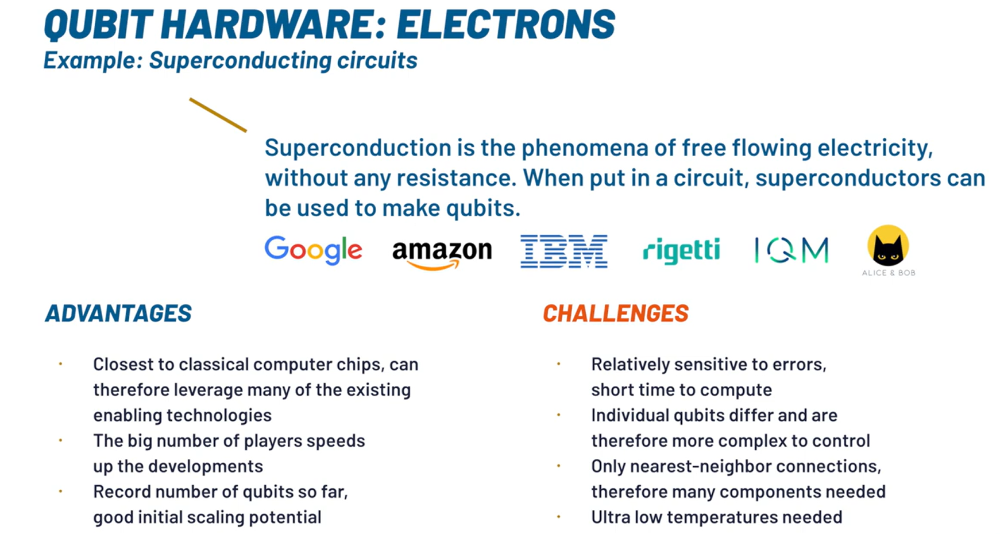 QUBIT HARDWARE: ELECTRONS
Example: Superconducting circuits
Superconduction is the phenomena of free flowing electricity,
without any resistance. When put in a circuit, superconductors can
be used to make qubits.
Google amazon IBM rigetti IQM ALICE & BOB
ADVANTAGES
· Closest to classical computer chips, can
therefore leverage many of the existing
enabling technologies
· The big number of players speeds
up the developments
· Record number of qubits so far,
good initial scaling potential
CHALLENGES
· Relatively sensitive to errors,
short time to compute
· Individual qubits differ and are
therefore more complex to control
· Only nearest-neighbor connections,
therefore many components needed
· Ultra low temperatures needed